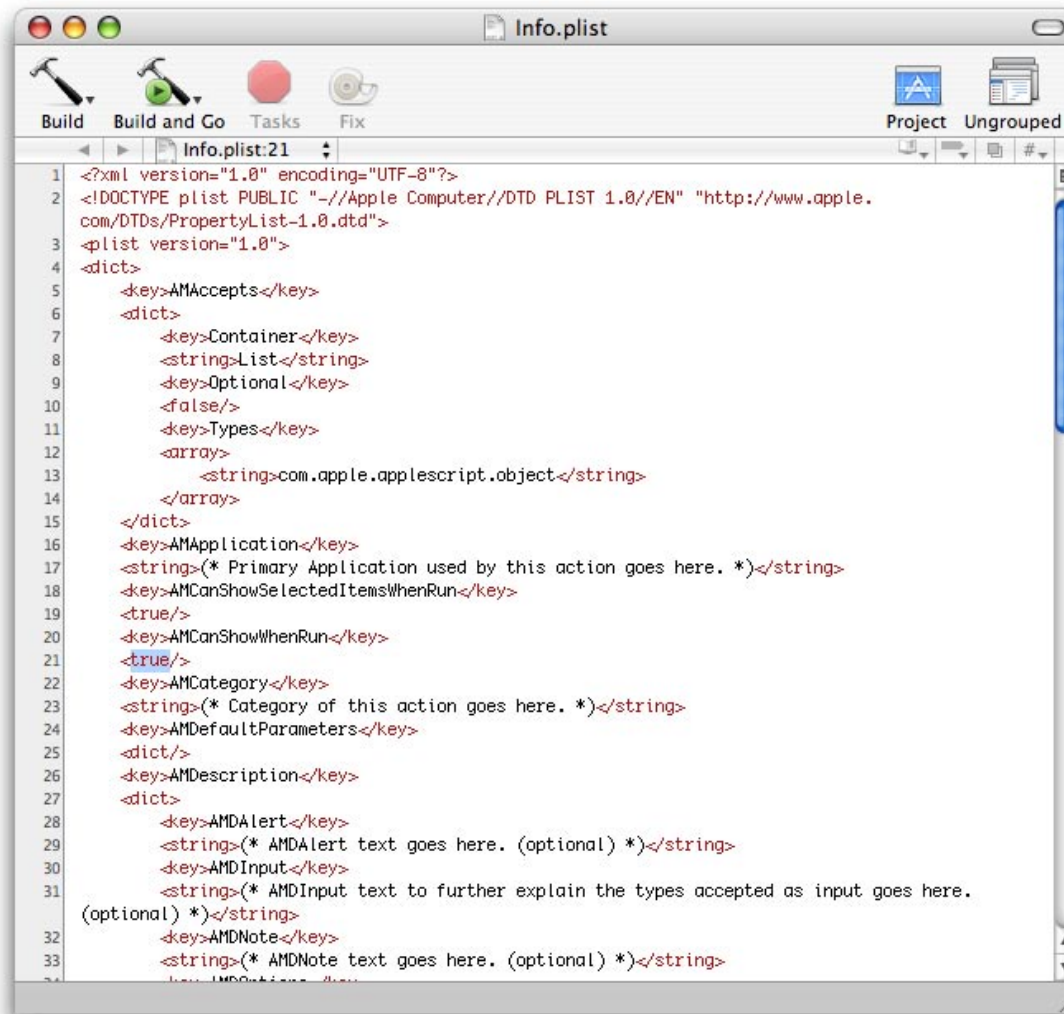 Info.plist
Build
Build and Go
Tasks
Fix
Project
Ungrouped
Info.plist:21
#
1 <?xml version="1.0" encoding="UTF-8"?>
2 <!DOCTYPE plist PUBLIC "-//Apple Computer//DTD PLIST 1.0//EN" "http://www.apple.
com/DTDs/PropertyList-1.0.dtd">
3 <plist version="1.0">
4 <dict>
5 <key>AMAccepts</key>
6 <dict>
7 <key>Container</key>
8 <string>List</string>
9 <key>Optional</key>
10 <false/>
11 <key>Types</key>
12 <array>
13 <string>com.apple.applescript.object</string>
14 </array>
15 </dict>
16 <key>AMApplication</key>
17 <string>(* Primary Application used by this action goes here. *)</string>
18 <key>AMCanShowSelectedItemsWhenRun</key>
19 <true/>
20 <key>AMCanShowWhenRun</key>
21 <true/>
22 <key>AMCategory</key>
23 <string>(* Category of this action goes here. *)</string>
24 <key>AMDefaultParameters</key>
25 <dict/>
26 <key>AMDescription</key>
27 <dict>
28 <key>AMDAlert</key>
29 <string>(* AMDAlert text goes here. (optional) *)</string>
30 <key>AMDInput</key>
31 <string>(* AMDInput text to further explain the types accepted as input goes here.
(optional) *)</string>
32 <key>AMDNote</key>
33 <string>(* AMDNote text goes here. (optional) *)</string>